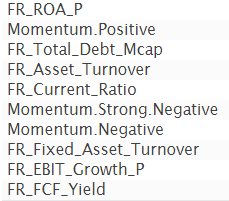 FR_ROA_P
Momentum.Positive
FR_Total_Debt_Mcap
FR_Asset_Turnover
FR_Current_Ratio
Momentum.Strong.Negative
Momentum.Negative
FR_Fixed_Asset_Turnover
FR_EBIT_Growth_P
FR_FCF_Yield